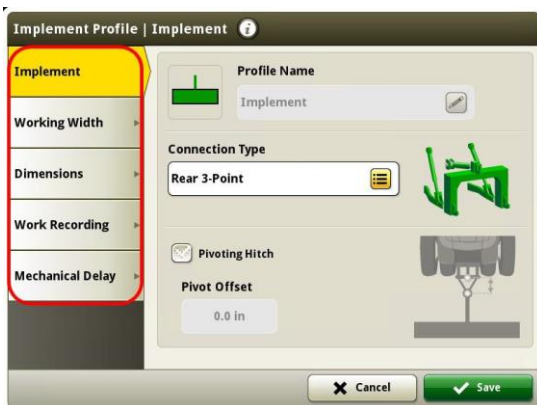 Implement Profile | Implement i
Implement
Working Width
Dimensions
Work Recording
Mechanical Delay
Profile Name
Implement
Connection Type
Rear 3-Point
Pivoting Hitch
Pivot Offset
0.0 in
Cancel
Save